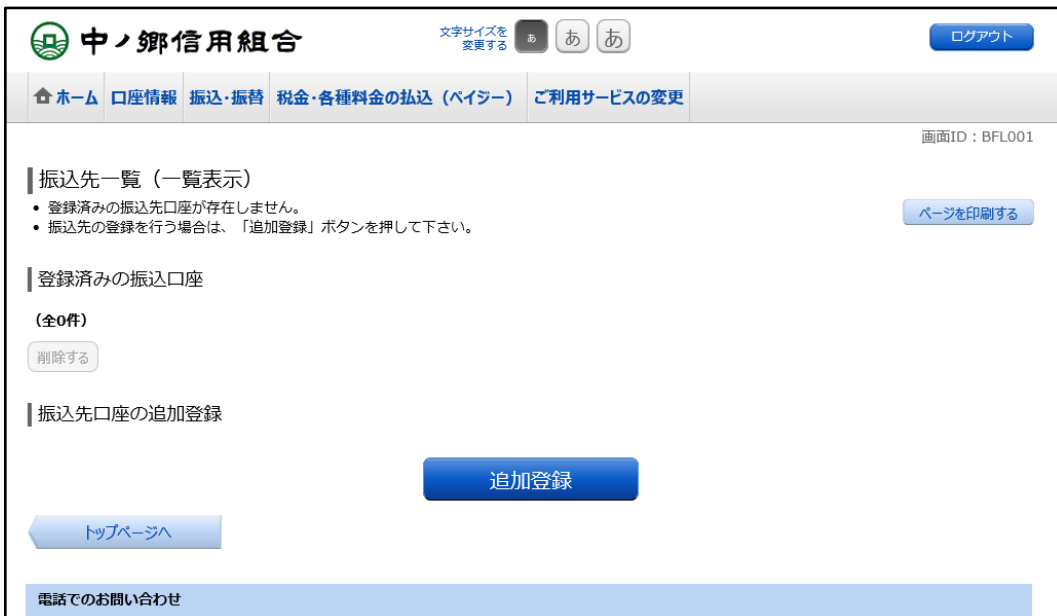 中ノ郷信用組合
文字サイズを
変更する
あ あ あ
ログアウト
ホーム 口座情報 振込・振替 税金・各種料金の払込（ペイジー） ご利用サービスの変更
画面ID：BFL001
振込先一覧（一覧表示）
• 登録済みの振込先口座が存在しません。
• 振込先の登録を行う場合は、「追加登録」ボタンを押して下さい。
ページを印刷する
登録済みの振込口座
（全0件）
削除する
振込先口座の追加登録
追加登録
トップページへ
電話でのお問い合わせ